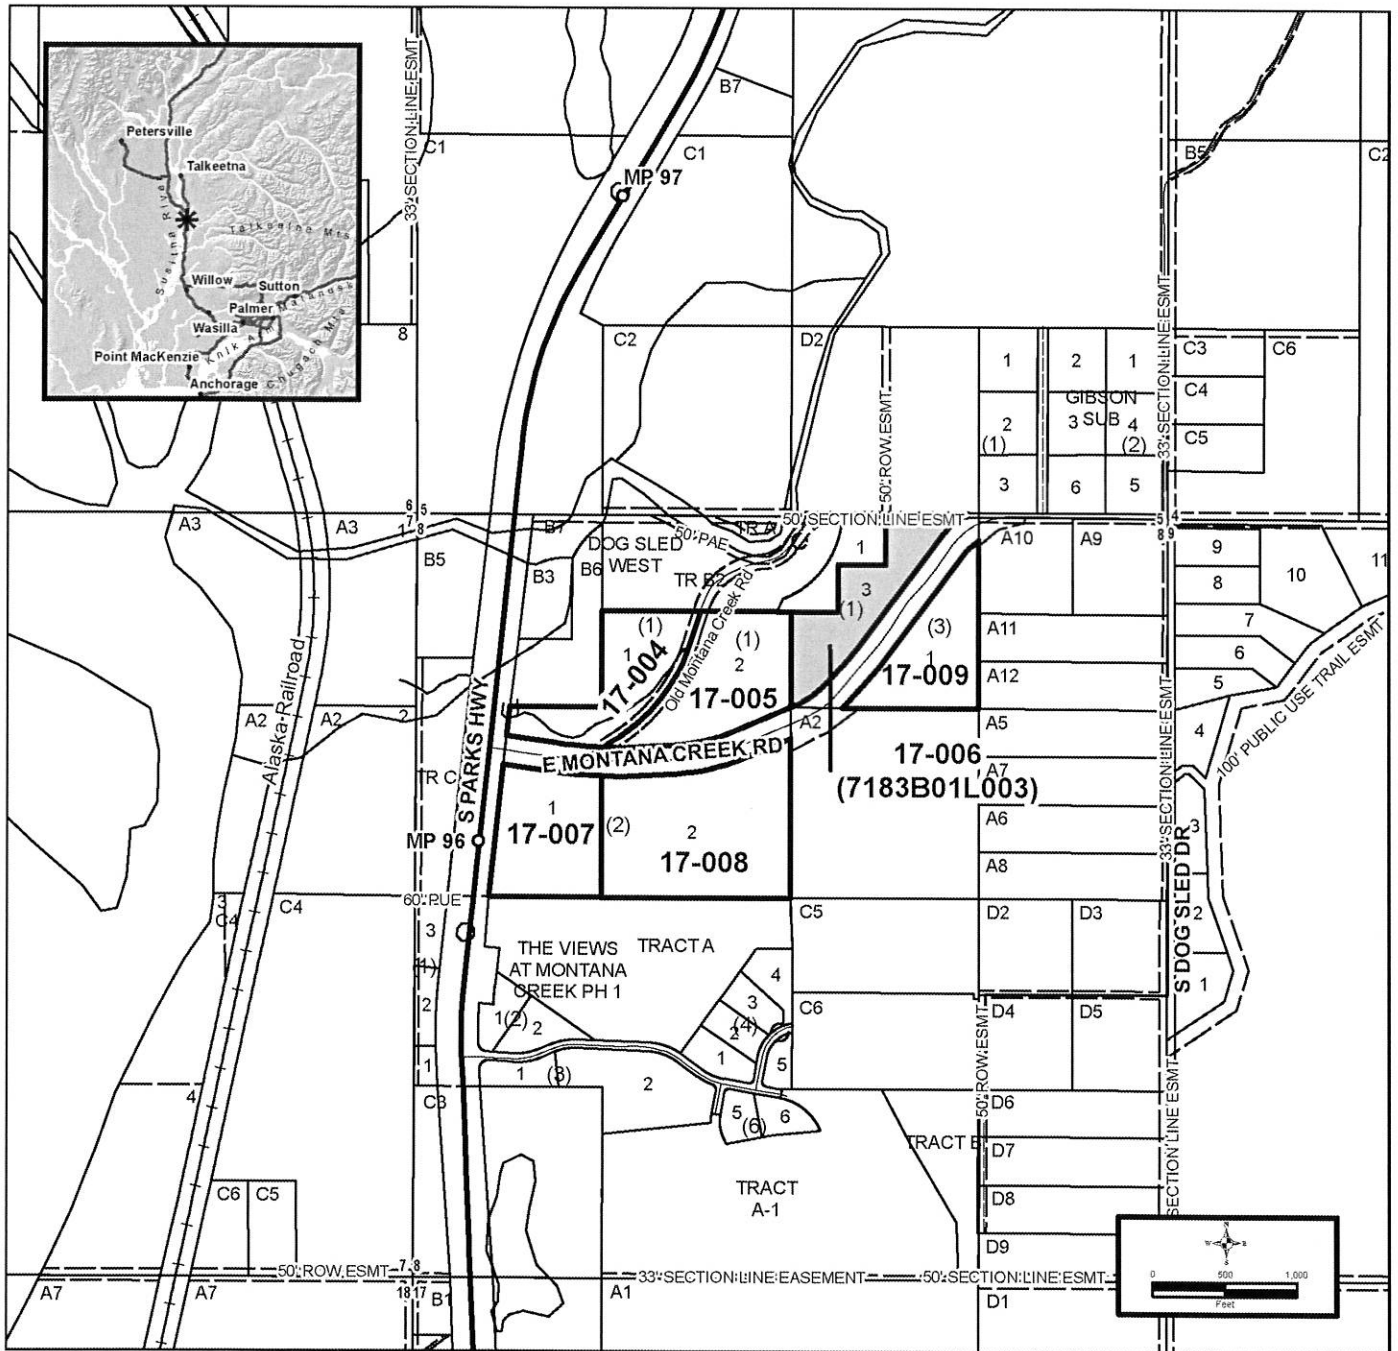 Petersville
Talkeetna
Susitna River
Talkeetna Mts
Willow
Sutton
Palmer
Wasilla
Point MacKenzie
Knik Arm
Anchorage
33' SECTION LINE ESMT
C1
B7
C1
MP 97
B5
C2
8
C2
D2
50' ROW ESMT
1
2
1
GIBSON
SUB
2
3
4
(1)
(2)
3
6
5
33' SECTION LINE ESMT
C3
C6
C4
C5
6 5
7 8
5 4
8 9
A3
A3
1
B7
50' PAE
TR A
50' SECTION LINE ESMT
B5
DOG SLED
WEST
B3
B6
TR B2
1
3
(1)
A10
A9
9
8
10
11
7
6
5
4
(1)
1
17-004
Old Montana Creek Rd
(1)
2
17-005
(3)
1
17-009
A11
A12
A5
A7
A6
A8
A2
A2
2
A2
Alaska Railroad
S PARKS HWY
E MONTANA CREEK RD
17-006
(7183B01L003)
100' PUBLIC USE TRAIL ESMT
33' SECTION LINE ESMT
TR C
1
17-007
(2)
2
17-008
MP 96
3
2
1
S DOG SLED DR
60' PUE
3
C4
C4
3
(1)
2
1
THE VIEWS
AT MONTANA
CREEK PH 1
TRACT A
C5
D2
D3
4
3
2
(4)
1
5
C6
D4
D5
1
(2)
2
1
(3)
2
5
(6)
6
4
C3
50' ROW ESMT
D6
TRACT B
D7
D8
D9
SECTION LINE ESMT
TRACT
A-1
C6
C5
50' ROW ESMT
7 8
18 17
33' SECTION LINE EASEMENT
50' SECTION LINE ESMT
A7
A7
B1
A1
D1
N
W
E
S
0
500
1,000
Feet